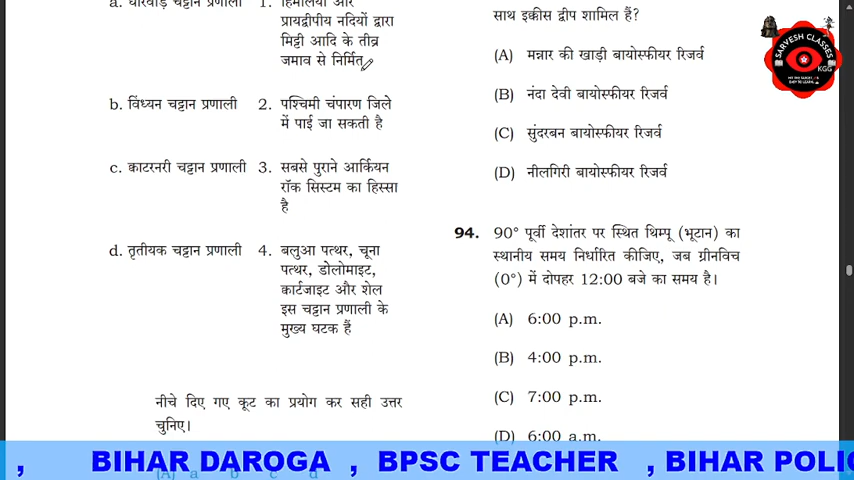 a. धारवाड़ चट्टान प्रणाली 1. हिमालय और
प्रायद्वीपीय नदियों द्वारा
मिट्टी आदि के तीव्र
जमाव से निर्मित
b. विंध्यन चट्टान प्रणाली 2. पश्चिमी चंपारण जिले
में पाई जा सकती है
c. क्वाटरनरी चट्टान प्रणाली 3. सबसे पुराने आर्कियन
रॉक सिस्टम का हिस्सा
है
d. तृतीयक चट्टान प्रणाली 4. बलुआ पत्थर, चूना
पत्थर, डोलोमाइट,
क्वार्टजाइट और शेल
इस चट्टान प्रणाली के
मुख्य घटक हैं
नीचे दिए गए कूट का प्रयोग कर सही उत्तर
चुनिए।
(A) a b c d
साथ इक्कीस द्वीप शामिल हैं?
(A) मन्नार की खाड़ी बायोस्फीयर रिजर्व
(B) नंदा देवी बायोस्फीयर रिजर्व
(C) सुंदरबन बायोस्फीयर रिजर्व
(D) नीलगिरी बायोस्फीयर रिजर्व
94. 90° पूर्वी देशांतर पर स्थित थिम्पू (भूटान) का
स्थानीय समय निर्धारित कीजिए, जब ग्रीनविच
(0°) में दोपहर 12:00 बजे का समय है।
(A) 6:00 p.m.
(B) 4:00 p.m.
(C) 7:00 p.m.
(D) 6:00 a.m.
SARVESH CLASSES
KGG
, BIHAR DAROGA , BPSC TEACHER , BIHAR POLIC